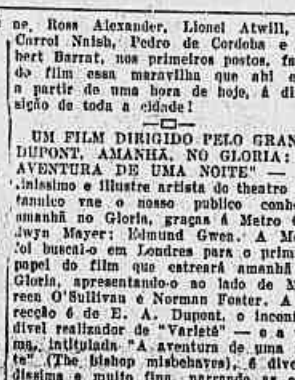 ne, Ross Alexander, Lionel Atwill,
Carrol Naish, Pedro de Cordoba e
bert Barrat, nos primeiros postos, fa
do film essa maravilha que ahi e
a partir de uma hora de hoje, á di
sição de toda a cidade!
UM FILM DIRIGIDO PELO GRAN
DUPONT, AMANHÃ, NO GLORIA:
AVENTURA DE UMA NOITE" —
inissimo e illustre artista do theatro
tannico vae o nosso publico conh
amanhã no Gloria, graças á Metro
dwyn Mayer: Edmund Gwen. A M
foi buscal-o em Londres para o prim
papel do film que estreará amanhã
Gloria, apresentando-o ao lado de M
reen O'Sullivan e Norman Foster. A
recção é de E. A. Dupont, o inconf
divel realizador de "Varieté" — e a
ma, intitulada "A aventura de uma
te" (The bishop misbehaves), é dive
dissima e muito fina, narrando as